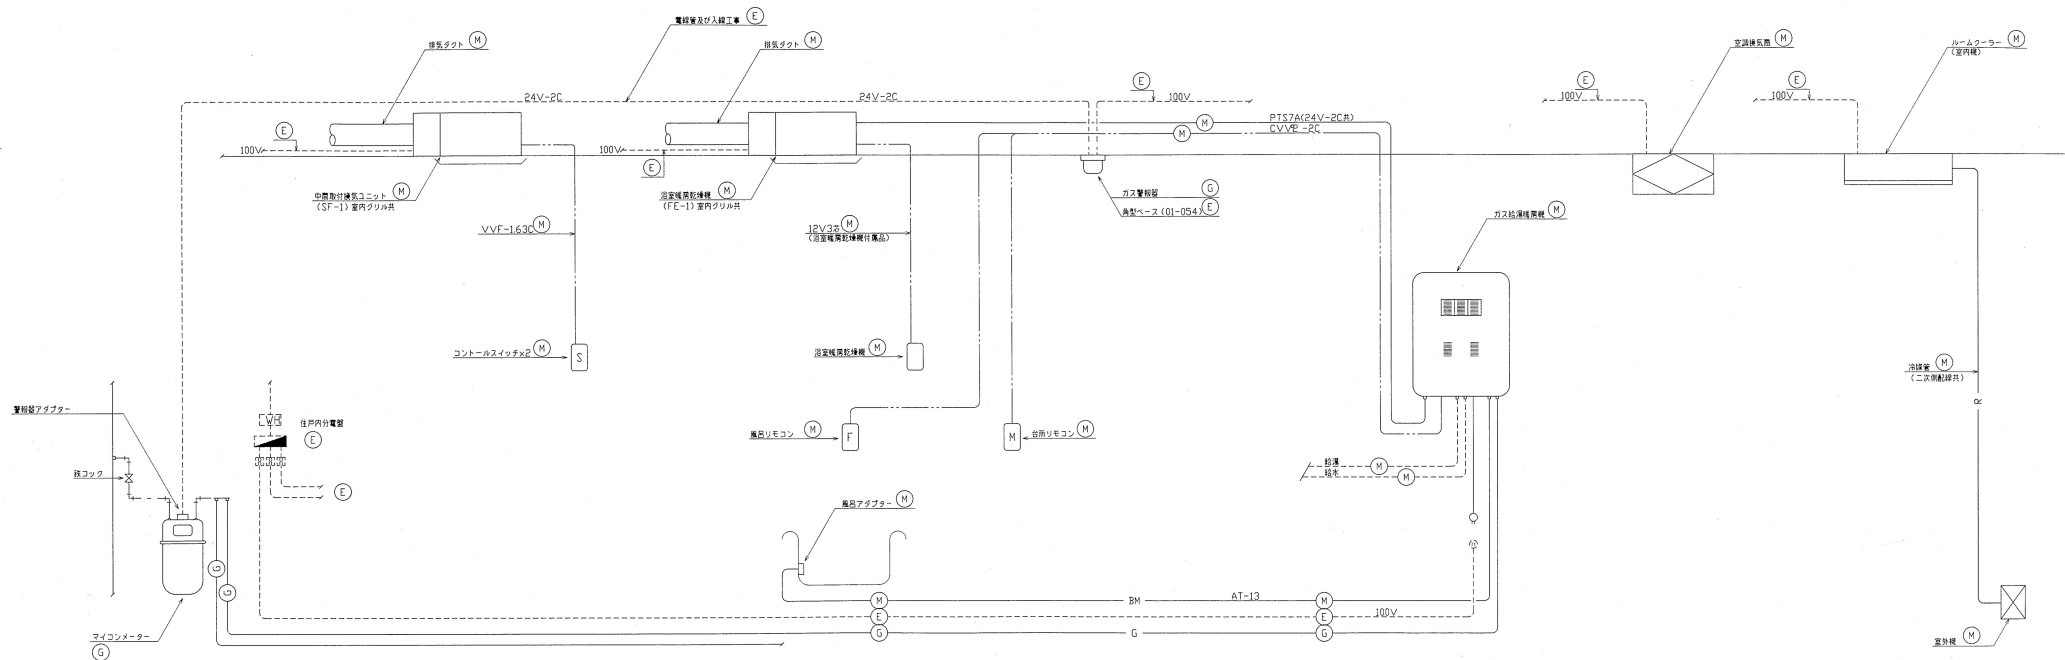 電線管及び入線工事 E
排気ダクト M
排気ダクト M
空調換気扇 M
ルームクーラー M
(室内機)
24V-2C
24V-2C
E
100V
E
100V
E
100V
PTS7A(24V-2C共)
M
CVVP -2C
M
E
100V
100V
E
中間取付換気ユニット M
(SF-1) 室内グリル共
浴室暖房乾燥機 M
(FE-1) 室内グリル共
ガス警報器 G
角型ベース(01-054) E
ガス給湯暖房機 M
VVF-1.63C M
12V3芯 M
(浴室暖房乾燥機付属品)
コントールスイッチx2 M
S
浴室暖房乾燥機 M
冷媒管 M
(二次側配線共)
R
警報器アダプター
WH
住戸内分電盤
E
風呂リモコン M
F
M
台所リモコン M
鉄コック
給湯 M
給水 M
E
風呂アダプター M
E
G
G
M
BM
AT-13
M
E
E
100V
G
G
G
マイコンメーター
G
室外機 M